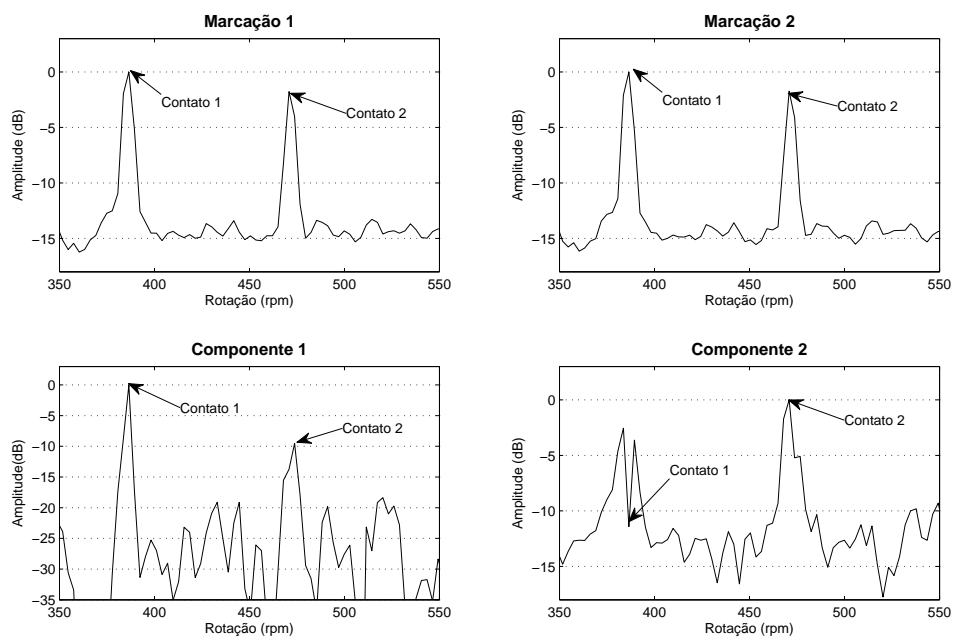 Marcação 1
0
−5
−10
−15
Amplitude (dB)
Contato 1
Contato 2
350 400 450 500 550
Rotação (rpm)
Marcação 2
0
−5
−10
−15
Amplitude (dB)
Contato 1
Contato 2
350 400 450 500 550
Rotação (rpm)
Componente 1
0
−5
−10
−15
−20
−25
−30
−35
Amplitude(dB)
Contato 1
Contato 2
350 400 450 500 550
Rotação (rpm)
Componente 2
0
−5
−10
−15
Amplitude (dB)
Contato 2
Contato 1
350 400 450 500 550
Rotação (rpm)